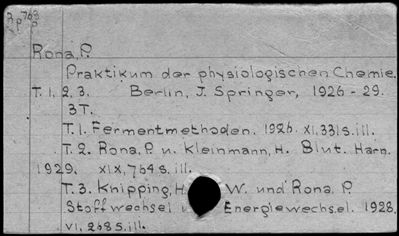 Rp 763
p
Rona, P.
Praktikum der physiologischen Chemie.
T. 1. 2. 3. Berlin, J. Springer, 1926 - 29.
3T.
T. 1. Fermentmethoden. 1926. XI, 331 S. ill.
T. 2. Rona, P. u. Kleinmann, H. Blut. Harn.
1929. XIX, 764 S. ill.
T. 3. Knipping, H. W. und Rona, P.
Stoffwechsel u Energiewechsel. 1928.
VI, 268 S. ill.